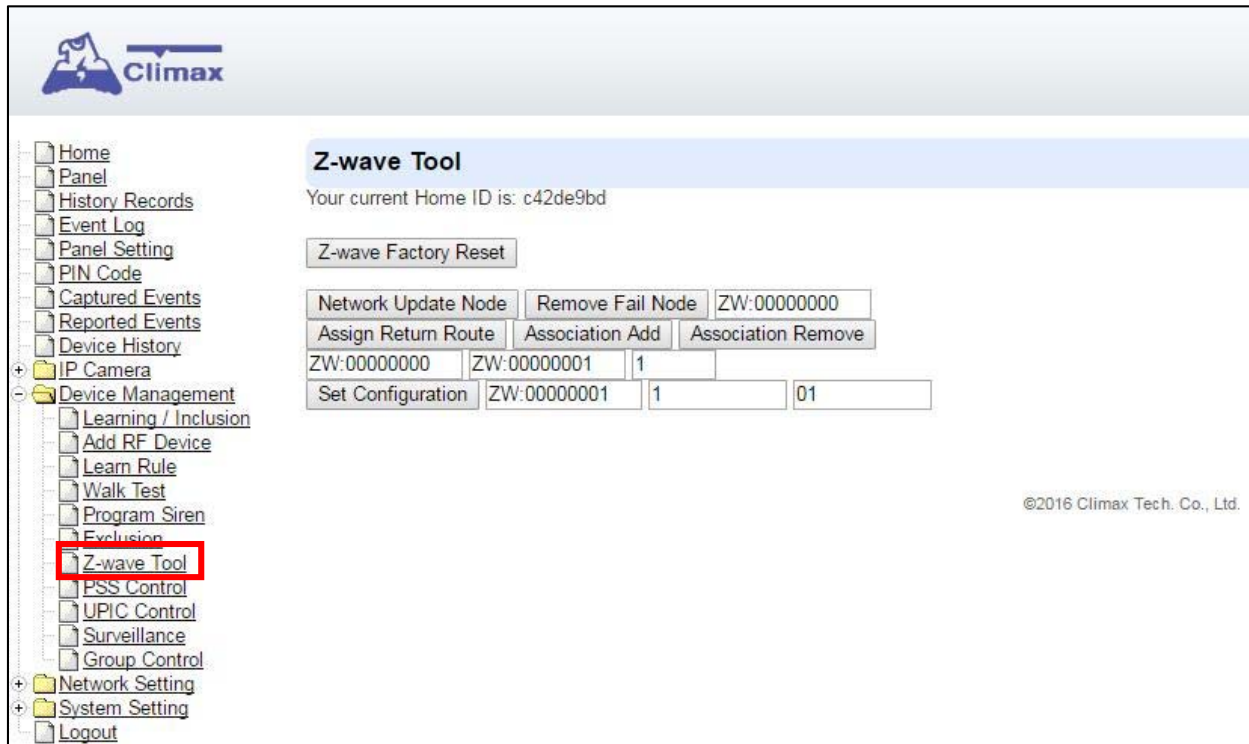 Climax
Home
Panel
History Records
Event Log
Panel Setting
PIN Code
Captured Events
Reported Events
Device History
IP Camera
Device Management
Learning / Inclusion
Add RF Device
Learn Rule
Walk Test
Program Siren
Exclusion
Z-wave Tool
PSS Control
UPIC Control
Surveillance
Group Control
Network Setting
System Setting
Logout
Z-wave Tool
Your current Home ID is: c42de9bd
Z-wave Factory Reset
Network Update Node Remove Fail Node ZW:00000000
Assign Return Route Association Add Association Remove
ZW:00000000 ZW:00000001 1
Set Configuration ZW:00000001 1 01
©2016 Climax Tech. Co., Ltd.